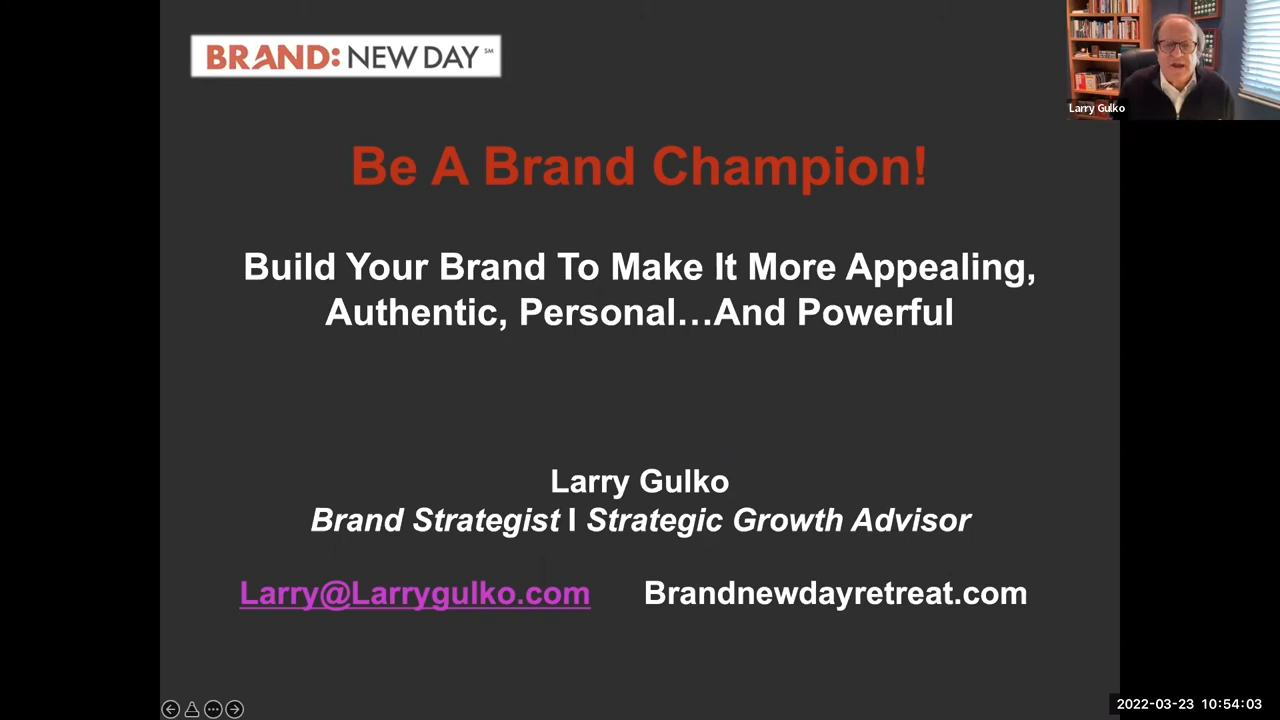 BRAND: NEW DAY SM
Larry Gulko
Be A Brand Champion!
Build Your Brand To Make It More Appealing,
Authentic, Personal…And Powerful
Larry Gulko
Brand Strategist I Strategic Growth Advisor
Larry@Larrygulko.com Brandnewdayretreat.com
2022-03-23 10:54:03